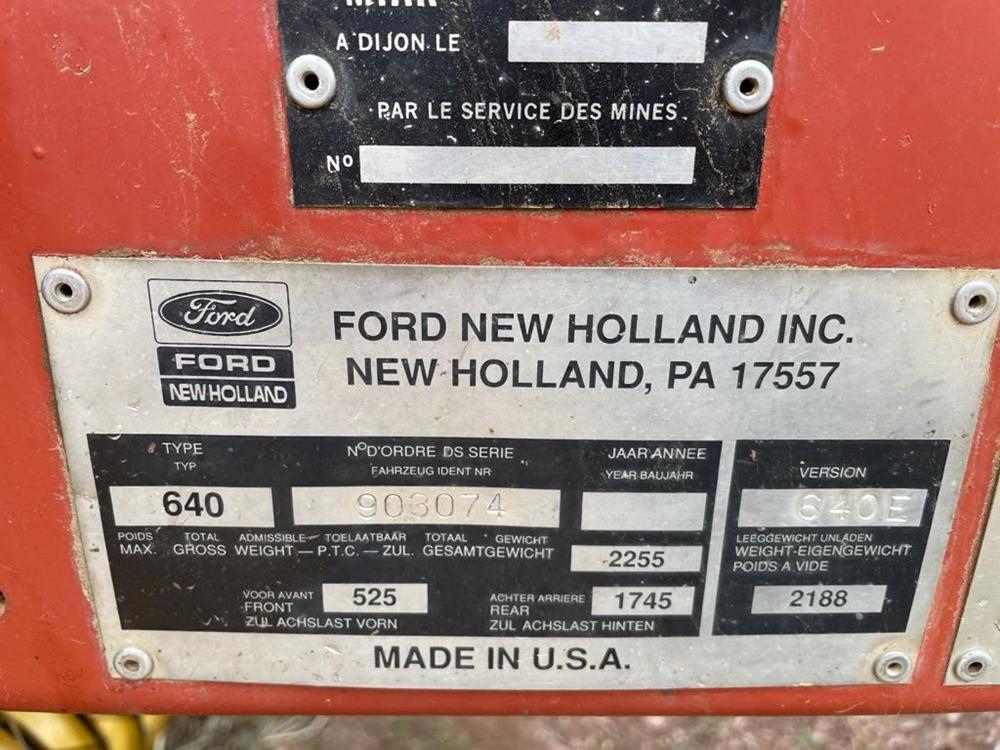 A DIJON LE
PAR LE SERVICE DES MINES.
Nº
Ford
FORD
NEW HOLLAND
FORD NEW HOLLAND INC.
NEW HOLLAND, PA 17557
TYPE
TYP
640
NºD'ORDRE DS SERIE
FAHRZEUG IDENT NR
903074
JAAR ANNEE
YEAR BAUJAHR
VERSION
640E
POIDS TOTAL ADMISSIBLE TOELAATBAAR TOTAAL GEWICHT
MAX. GROSS WEIGHT — P.T.C. — ZUL. GESAMTGEWICHT
2255
LEEGGEWICHT UNLADEN
WEIGHT-EIGENGEWICHT
POIDS A VIDE
2188
VOOR AVANT
FRONT
ZUL ACHSLAST VORN
525
ACHTER ARRIERE
REAR
ZUL ACHSLAST HINTEN
1745
MADE IN U.S.A.